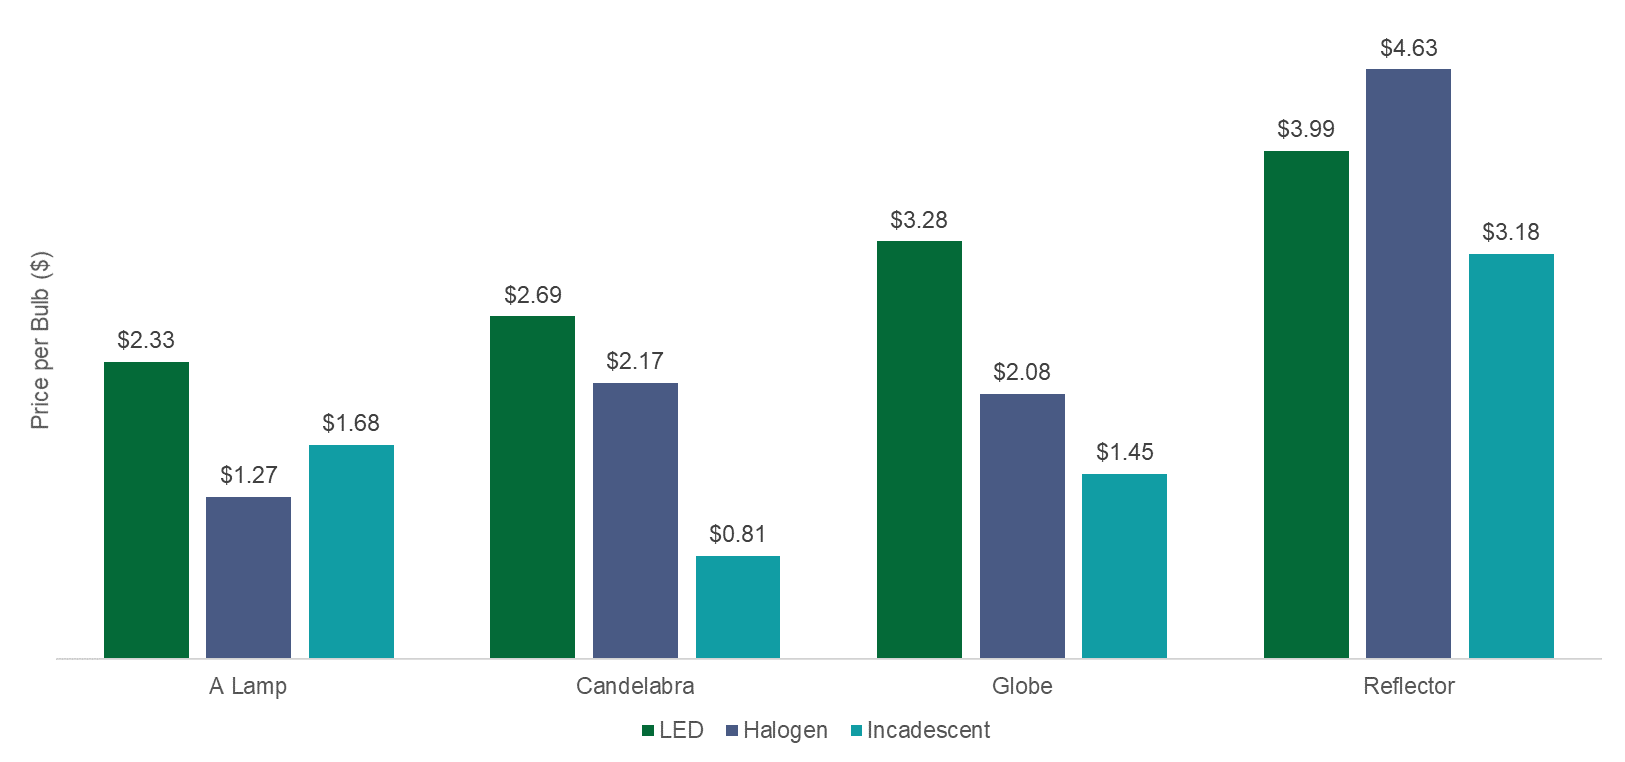 Price per Bulb ($)
$2.33
$1.27
$1.68
$2.69
$2.17
$0.81
$3.28
$2.08
$1.45
$3.99
$4.63
$3.18
A Lamp
Candelabra
Globe
Reflector
LED
Halogen
Incadescent